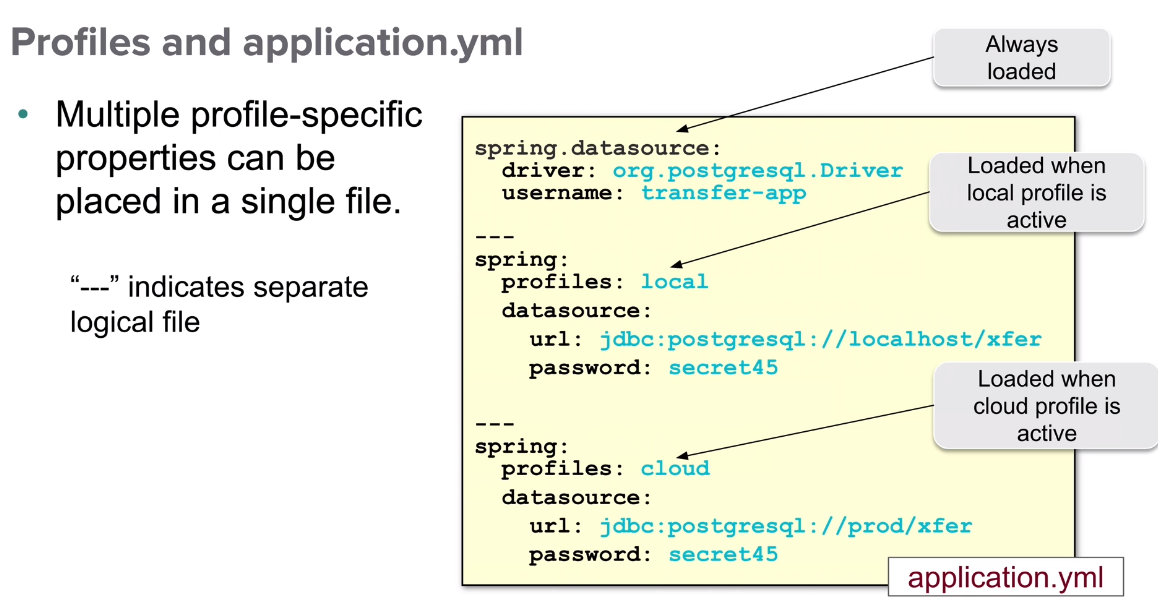 Profiles and application.yml
• Multiple profile-specific
properties can be
placed in a single file.
“---” indicates separate
logical file
Always
loaded
spring.datasource:
driver: org.postgresql.Driver
username: transfer-app
Loaded when
local profile is
active
---
spring:
profiles: local
datasource:
url: jdbc:postgresql://localhost/xfer
password: secret45
Loaded when
cloud profile is
active
---
spring:
profiles: cloud
datasource:
url: jdbc:postgresql://prod/xfer
password: secret45
application.yml